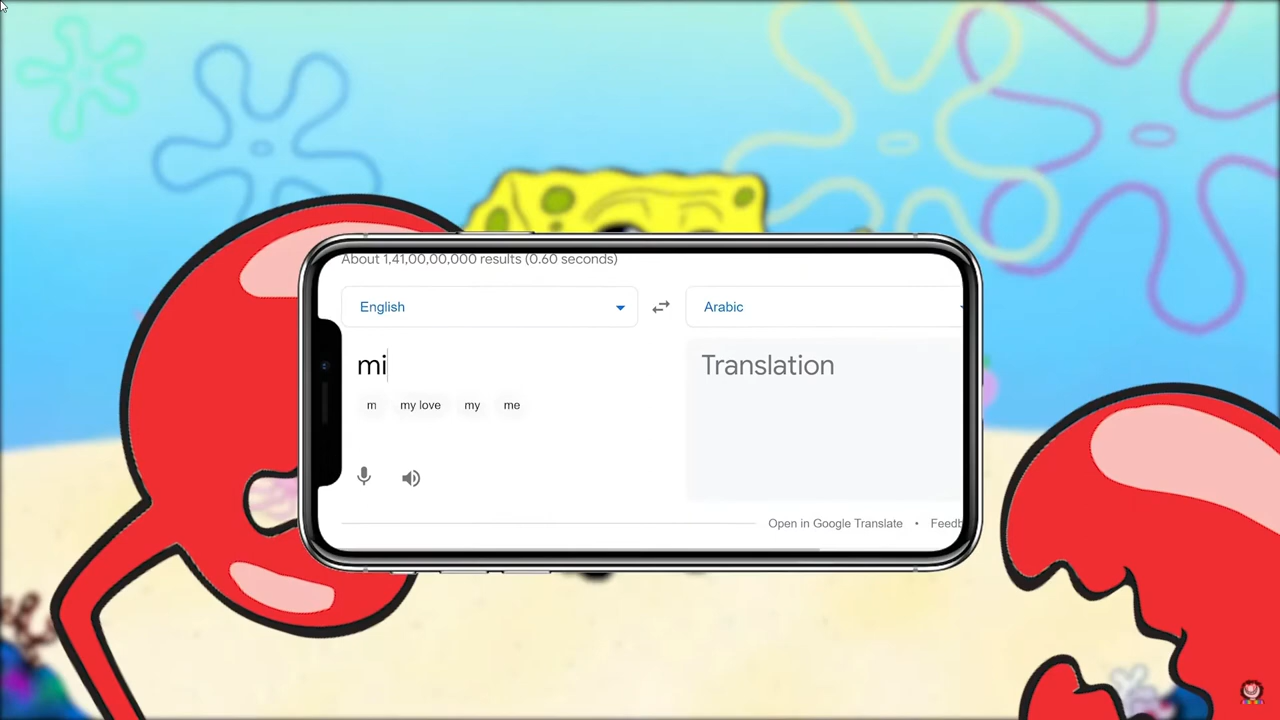 About 1,41,00,00,000 results (0.60 seconds)
English Arabic
mi Translation
m my love my me
Open in Google Translate • Feedb